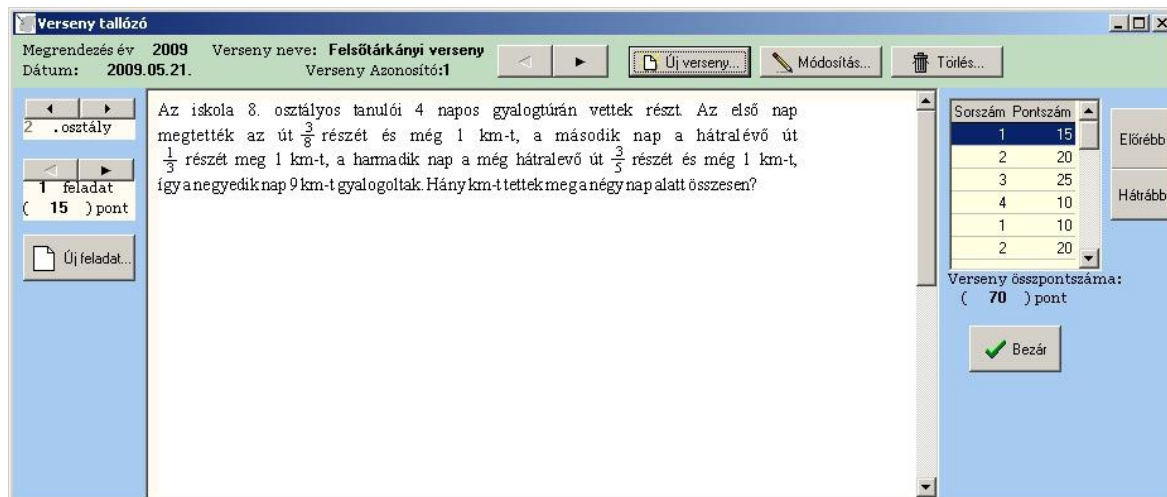 Verseny tallózó
Megrendezés év 2009 Verseny neve: Felsőtárkányi verseny
Dátum: 2009.05.21. Verseny Azonosító:1
Új verseny...
Módosítás...
Törlés...
2 .osztály
1 feladat
( 15 ) pont
Új feladat...
Az iskola 8. osztályos tanulói 4 napos gyalogtúrán vettek részt. Az első nap
megtették az út 3/8 részét és még 1 km-t, a második nap a hátralévő út
1/3 részét meg 1 km-t, a harmadik nap a még hátralevő út 3/5 részét és még 1 km-t,
így a negyedik nap 9 km-t gyalogoltak. Hány km-t tettek meg a négy nap alatt összesen?
Sorszám Pontszám
1 15
2 20
3 25
4 10
1 10
2 20
Verseny összpontszáma:
( 70 ) pont
Bezár
Előrébb
Hátrább